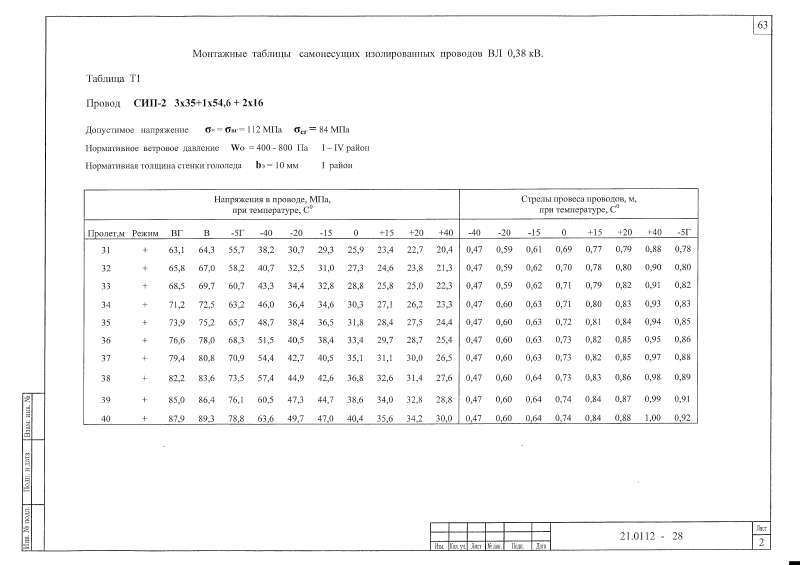 63
Монтажные таблицы самонесущих изолированных проводов ВЛ 0,38 кВ.
Таблица Т1
Провод СИП-2 3х35+1х54,6 + 2х16
Допустимое напряжение σ- = σвг = 112 МПа σсг = 84 МПа
Нормативное ветровое давление Wо = 400 - 800 Па I – IV район
Нормативная толщина стенки гололеда bэ = 10 мм I район
Напряжения в проводе, МПа, при температуре, С0 Стрелы провеса проводов, м, при температуре, С0
Пролет,м Режим ВГ В -5Г -40 -20 -15 0 +15 +20 +40 -40 -20 -15 0 +15 +20 +40 -5Г
31 + 63,1 64,3 55,7 38,2 30,7 29,3 25,9 23,4 22,7 20,4 0,47 0,59 0,61 0,69 0,77 0,79 0,88 0,78
32 + 65,8 67,0 58,2 40,7 32,5 31,0 27,3 24,6 23,8 21,3 0,47 0,59 0,62 0,70 0,78 0,80 0,90 0,80
33 + 68,5 69,7 60,7 43,3 34,4 32,8 28,8 25,8 25,0 22,3 0,47 0,59 0,62 0,71 0,79 0,82 0,91 0,82
34 + 71,2 72,5 63,2 46,0 36,4 34,6 30,3 27,1 26,2 23,3 0,47 0,60 0,63 0,71 0,80 0,83 0,93 0,83
35 + 73,9 75,2 65,7 48,7 38,4 36,5 31,8 28,4 27,5 24,4 0,47 0,60 0,63 0,72 0,81 0,84 0,94 0,85
36 + 76,6 78,0 68,3 51,5 40,5 38,4 33,4 29,7 28,7 25,4 0,47 0,60 0,63 0,73 0,82 0,85 0,95 0,86
37 + 79,4 80,8 70,9 54,4 42,7 40,5 35,1 31,1 30,0 26,5 0,47 0,60 0,63 0,73 0,82 0,85 0,97 0,88
38 + 82,2 83,6 73,5 57,4 44,9 42,6 36,8 32,6 31,4 27,6 0,47 0,60 0,64 0,73 0,83 0,86 0,98 0,89
39 + 85,0 86,4 76,1 60,5 47,3 44,7 38,6 34,0 32,8 28,8 0,47 0,60 0,64 0,74 0,84 0,87 0,99 0,91
40 + 87,9 89,3 78,8 63,6 49,7 47,0 40,4 35,6 34,2 30,0 0,47 0,60 0,64 0,74 0,84 0,88 1,00 0,92
Взам. инв. №
Подп. и дата
Инв. № подл.
Изм. Кол. уч. Лист № док. Подп. Дата
21.0112 - 28
Лист
2